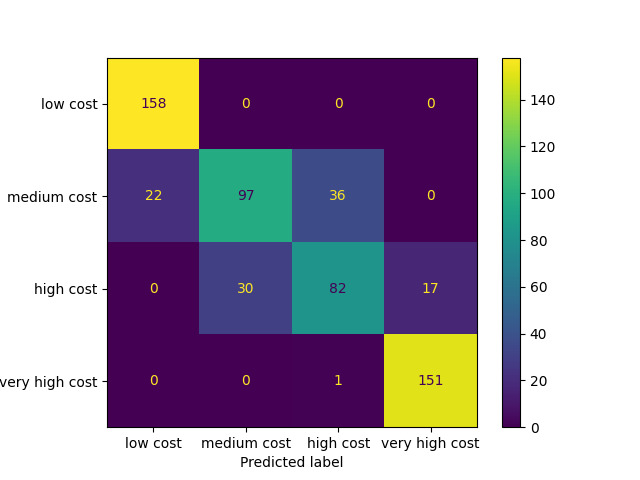 low cost 158 0 0 0
medium cost 22 97 36 0
high cost 0 30 82 17
very high cost 0 0 1 151
low cost medium cost high cost very high cost
Predicted label
140
120
100
80
60
40
20
0